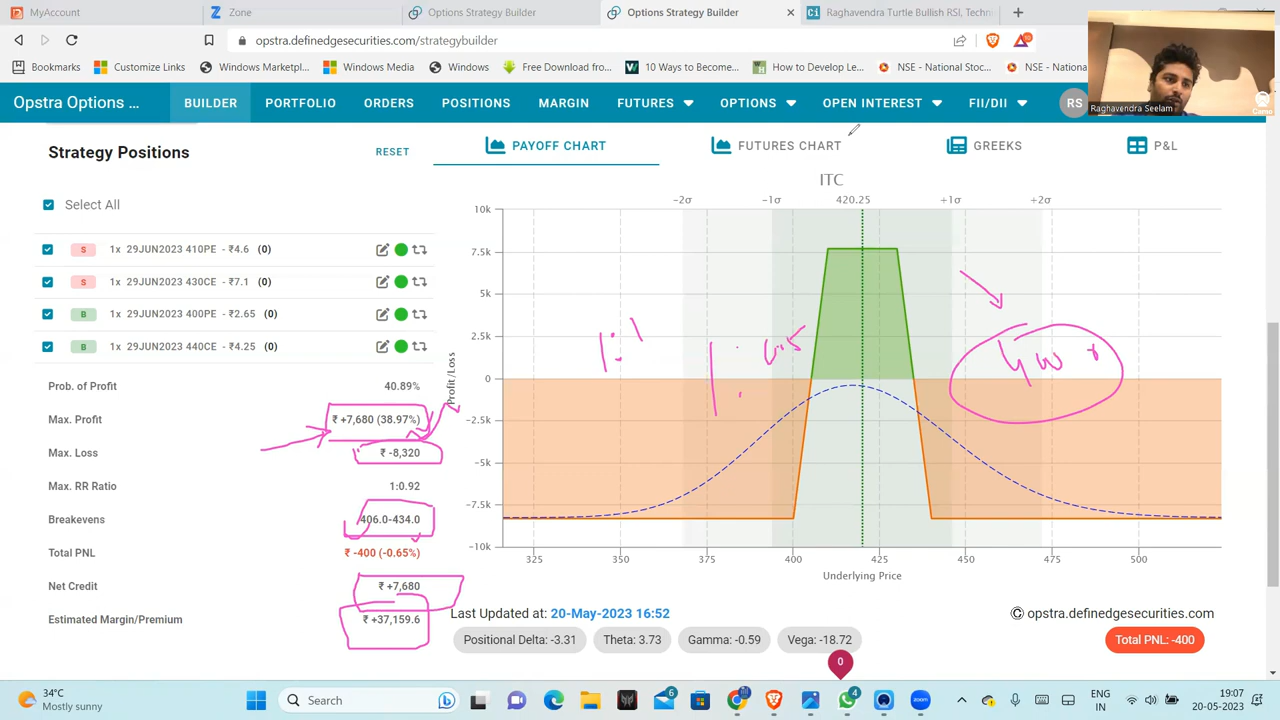 MyAccount
Zone
Options Strategy Builder
Options Strategy Builder
Raghavendra Turtle Bullish RSI, Techni
opstra.definedgesecurities.com/strategybuilder
Bookmarks
Customize Links
Windows Marketpl...
Windows Media
Windows
Free Download from...
10 Ways to Become...
How to Develop Le...
NSE - National Stoc...
NSE - Nation
Raghavendra Seelam
Opstra Options ...
BUILDER
PORTFOLIO
ORDERS
POSITIONS
MARGIN
FUTURES
OPTIONS
OPEN INTEREST
FII/DII
RS
Strategy Positions
RESET
PAYOFF CHART
FUTURES CHART
GREEKS
P&L
Select All
S 1x 29JUN2023 410PE - ₹4.6 (0)
S 1x 29JUN2023 430CE - ₹7.1 (0)
B 1x 29JUN2023 400PE - ₹2.65 (0)
B 1x 29JUN2023 440CE - ₹4.25 (0)
Prob. of Profit 40.89%
Max. Profit ₹ +7,680 (38.97%)
Max. Loss ₹ -8,320
Max. RR Ratio 1:0.92
Breakevens 406.0-434.0
Total PNL ₹ -400 (-0.65%)
Net Credit ₹ +7,680
Estimated Margin/Premium ₹ +37,159.6
ITC
-2σ -1σ 420.25 +1σ +2σ
10k
7.5k
5k
2.5k
0
-2.5k
-5k
-7.5k
-10k
Profit/Loss
1:1
325 350 375 400 425 450 475 500
Underlying Price
Last Updated at: 20-May-2023 16:52
© opstra.definedgesecurities.com
Positional Delta: -3.31
Theta: 3.73
Gamma: -0.59
Vega: -18.72
Total PNL: -400
0
34°C
Mostly sunny
Search
6
4
ENG
IN
19:07
20-05-2023